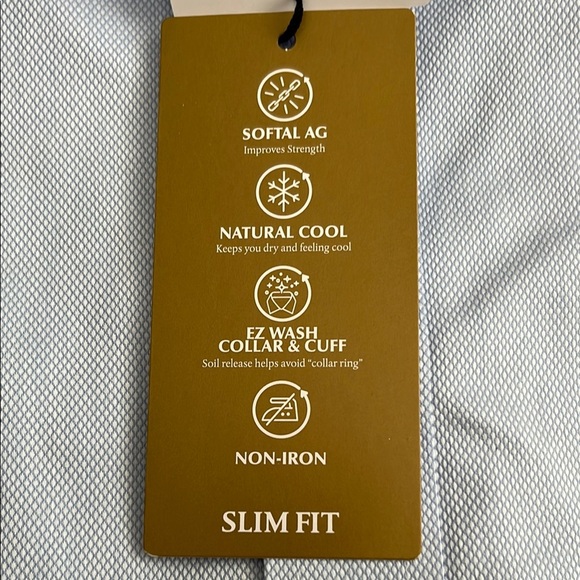 SOFTAL AG
Improves Strength
NATURAL COOL
Keeps you dry and feeling cool
EZ WASH
COLLAR & CUFF
Soil release helps avoid “collar ring”
NON-IRON
SLIM FIT